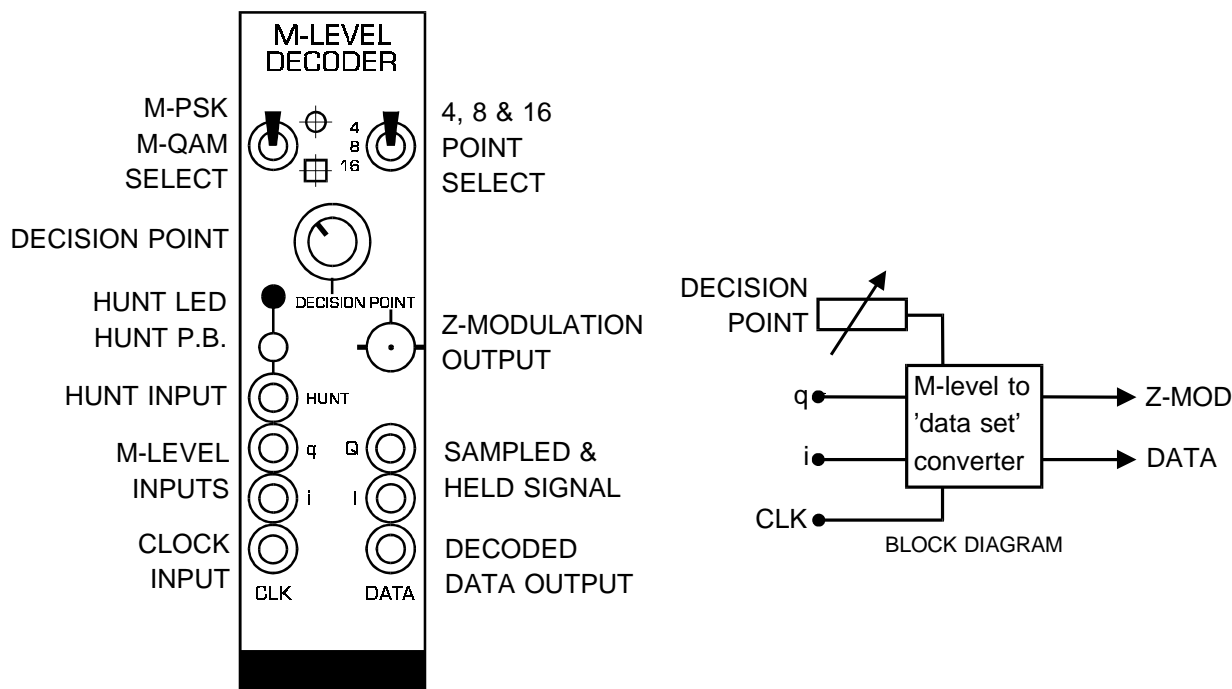 M-LEVEL
DECODER
M-PSK
M-QAM
SELECT
4
8
16
4, 8 & 16
POINT
SELECT
DECISION POINT
DECISION POINT
HUNT LED
HUNT P.B.
Z-MODULATION
OUTPUT
HUNT INPUT
HUNT
M-LEVEL
INPUTS
q
Q
i
I
SAMPLED &
HELD SIGNAL
CLOCK
INPUT
CLK
DATA
DECODED
DATA OUTPUT
DECISION
POINT
q
i
CLK
M-level to
'data set'
converter
Z-MOD
DATA
BLOCK DIAGRAM